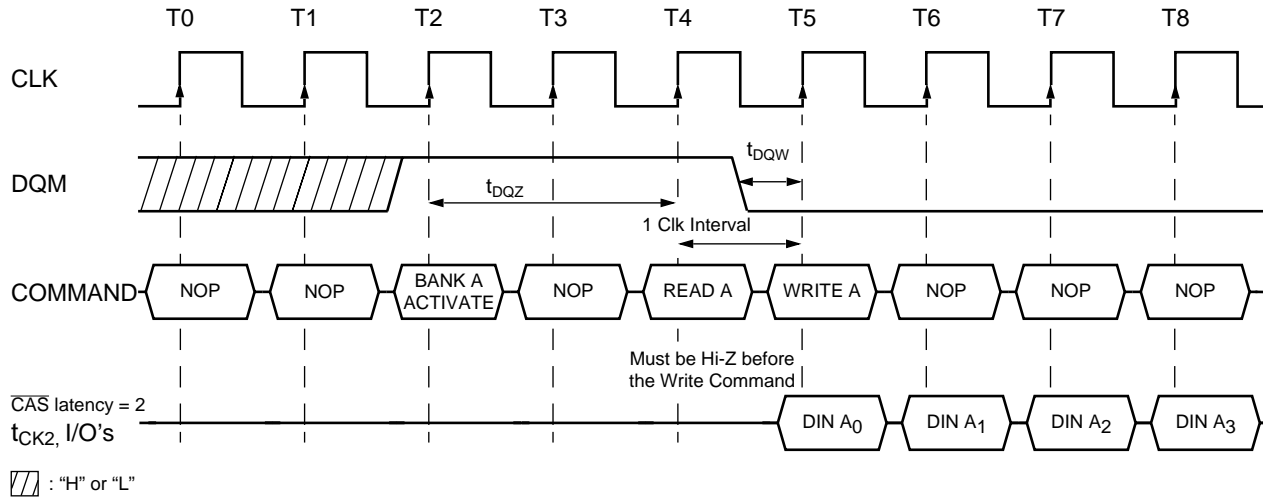 T0 T1 T2 T3 T4 T5 T6 T7 T8
CLK
tDQW
DQM
tDQZ
1 Clk Interval
COMMAND NOP NOP BANK A ACTIVATE NOP READ A WRITE A NOP NOP NOP
Must be Hi-Z before
the Write Command
CAS latency = 2
tCK2, I/O’s DIN A0 DIN A1 DIN A2 DIN A3
: “H” or “L”